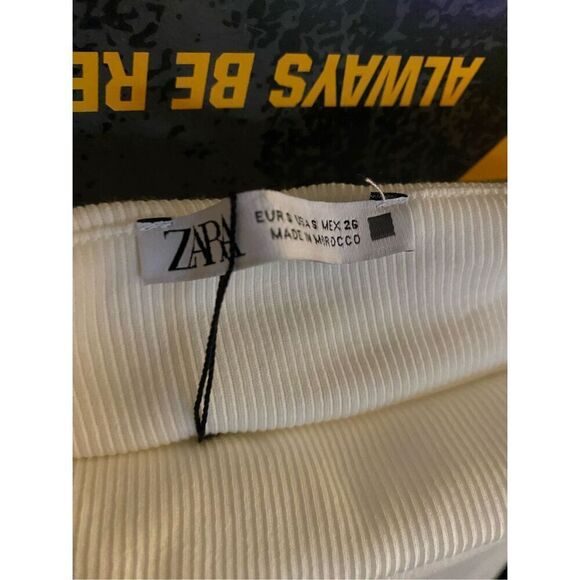 ALWAYS BE RE
ZARA
EUR S USA S MEX 26
MADE IN MOROCCO